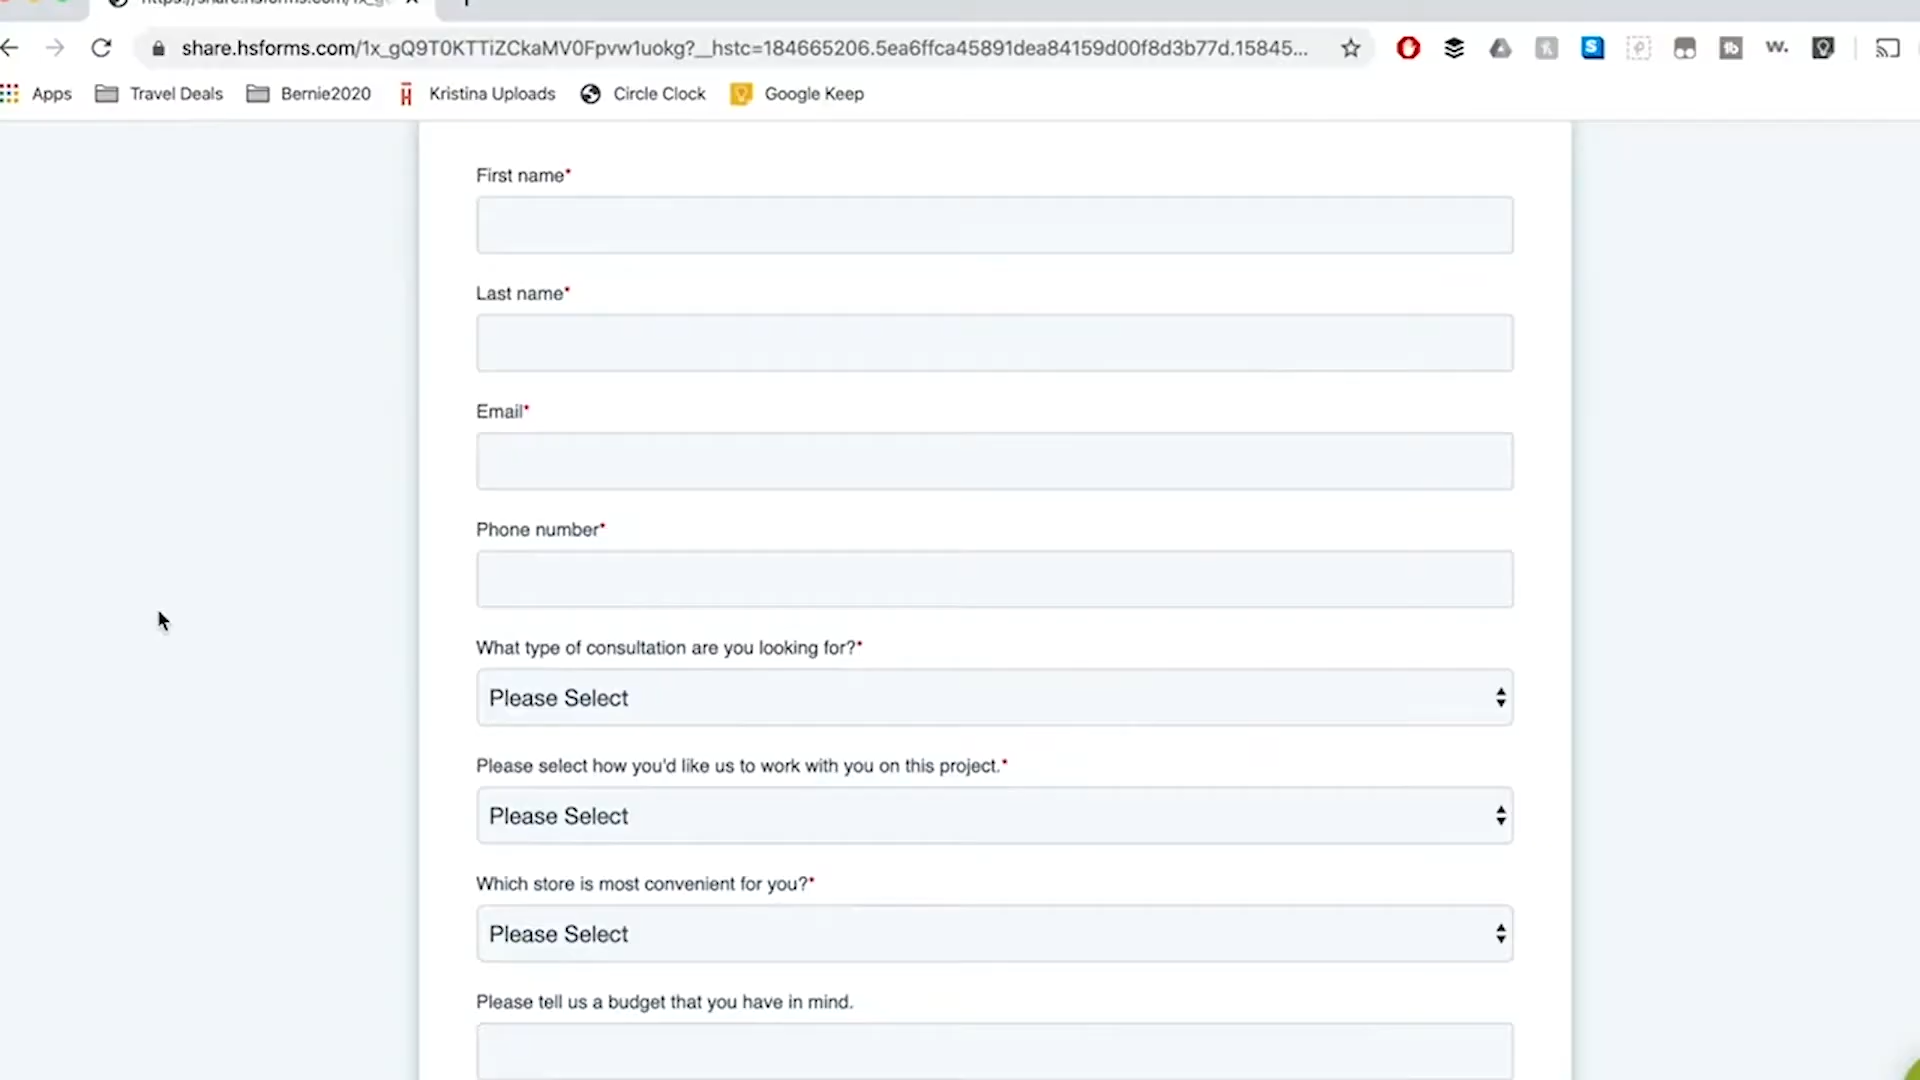 share.hsforms.com/1x_gQ9T0KTTiZCkaMV0Fpvw1uokg?__hstc=184665206.5ea6ffca45891dea84159d00f8d3b77d.15845...
Apps Travel Deals Bernie2020 Kristina Uploads Circle Clock Google Keep
First name*
Last name*
Email*
Phone number*
What type of consultation are you looking for?*
Please Select
Please select how you'd like us to work with you on this project.*
Please Select
Which store is most convenient for you?*
Please Select
Please tell us a budget that you have in mind.